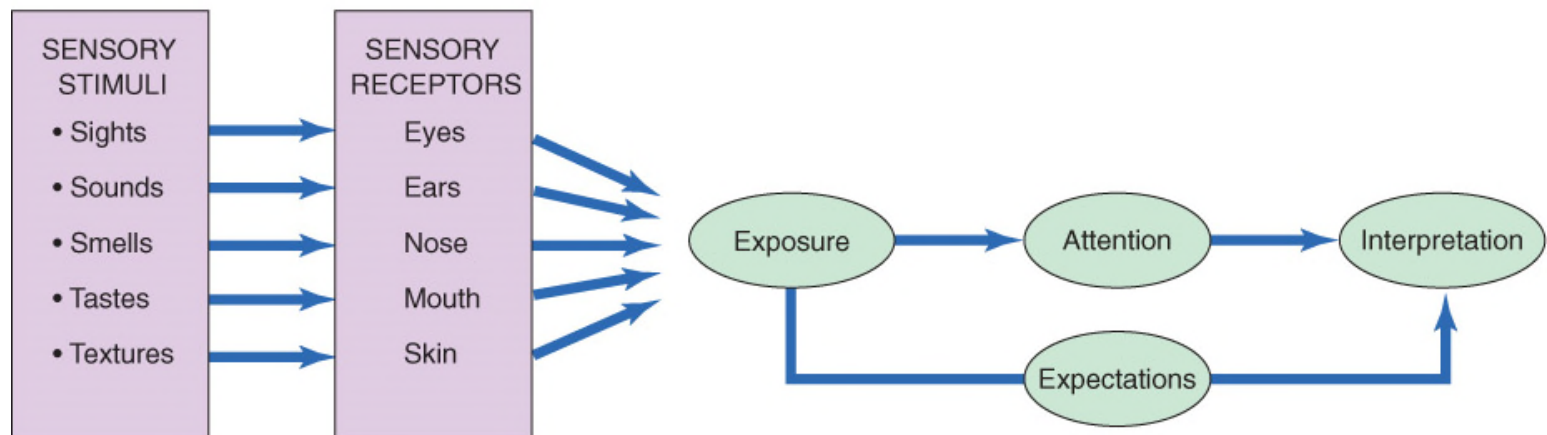 SENSORY
STIMULI
• Sights
• Sounds
• Smells
• Tastes
• Textures
SENSORY
RECEPTORS
Eyes
Ears
Nose
Mouth
Skin
Exposure
Attention
Interpretation
Expectations